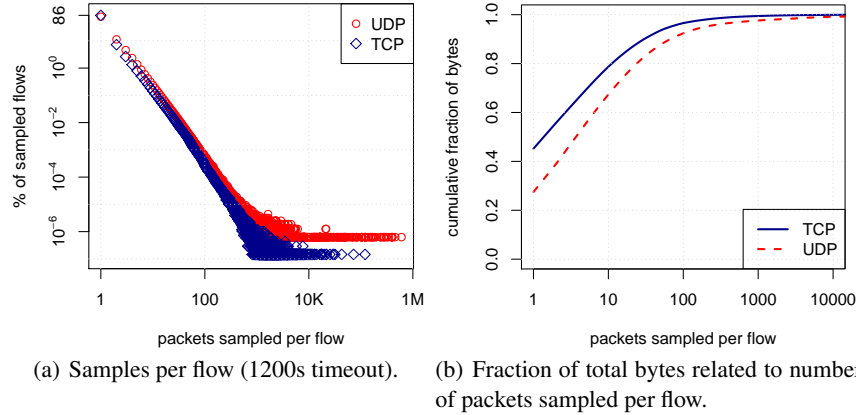 86
10^0
10^-2
10^-4
10^-6
% of sampled flows
UDP
TCP
1 100 10K 1M
packets sampled per flow
(a) Samples per flow (1200s timeout).
1.0
0.8
0.6
0.4
0.2
0.0
cumulative fraction of bytes
TCP
UDP
1 10 100 1000 10000
packets sampled per flow
(b) Fraction of total bytes related to number
of packets sampled per flow.